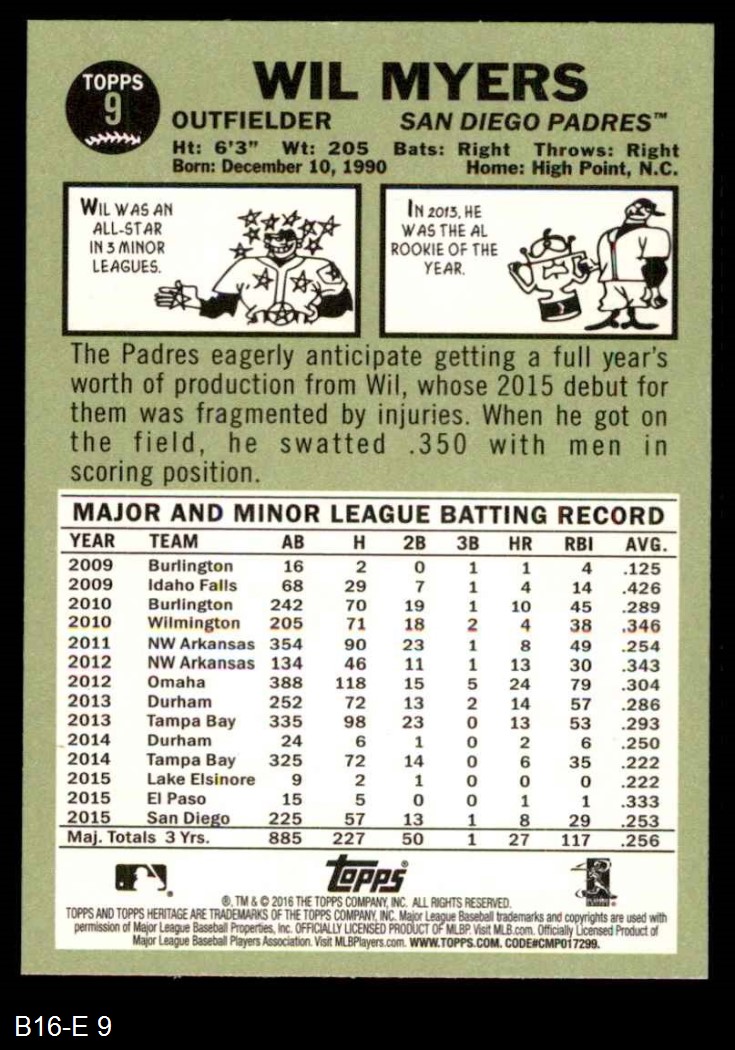 TOPPS
9
WIL MYERS
OUTFIELDER SAN DIEGO PADRES™
Ht: 6'3" Wt: 205 Bats: Right Throws: Right
Born: December 10, 1990 Home: High Point, N.C.
WIL WAS AN
ALL-STAR
IN 3 MINOR
LEAGUES.
IN 2013, HE
WAS THE AL
ROOKIE OF THE
YEAR.
The Padres eagerly anticipate getting a full year's
worth of production from Wil, whose 2015 debut for
them was fragmented by injuries. When he got on
the field, he swatted .350 with men in
scoring position.
MAJOR AND MINOR LEAGUE BATTING RECORD
YEAR TEAM AB H 2B 3B HR RBI AVG.
2009 Burlington 16 2 0 1 1 4 .125
2009 Idaho Falls 68 29 7 1 4 14 .426
2010 Burlington 242 70 19 1 10 45 .289
2010 Wilmington 205 71 18 2 4 38 .346
2011 NW Arkansas 354 90 23 1 8 49 .254
2012 NW Arkansas 134 46 11 1 13 30 .343
2012 Omaha 388 118 15 5 24 79 .304
2013 Durham 252 72 13 2 14 57 .286
2013 Tampa Bay 335 98 23 0 13 53 .293
2014 Durham 24 6 1 0 2 6 .250
2014 Tampa Bay 325 72 14 0 6 35 .222
2015 Lake Elsinore 9 2 1 0 0 0 .222
2015 El Paso 15 5 0 0 1 1 .333
2015 San Diego 225 57 13 1 8 29 .253
Maj. Totals 3 Yrs. 885 227 50 1 27 117 .256
Topps®
®, TM & © 2016 THE TOPPS COMPANY, INC. ALL RIGHTS RESERVED.
TOPPS AND TOPPS HERITAGE ARE TRADEMARKS OF THE TOPPS COMPANY, INC. Major League Baseball trademarks and copyrights are used with
permission of Major League Baseball Properties, Inc. OFFICIALLY LICENSED PRODUCT OF MLBP. Visit MLB.com. Officially Licensed Product of
Major League Baseball Players Association. Visit MLBPlayers.com. WWW.TOPPS.COM. CODE#CMP017299.
B16-E 9